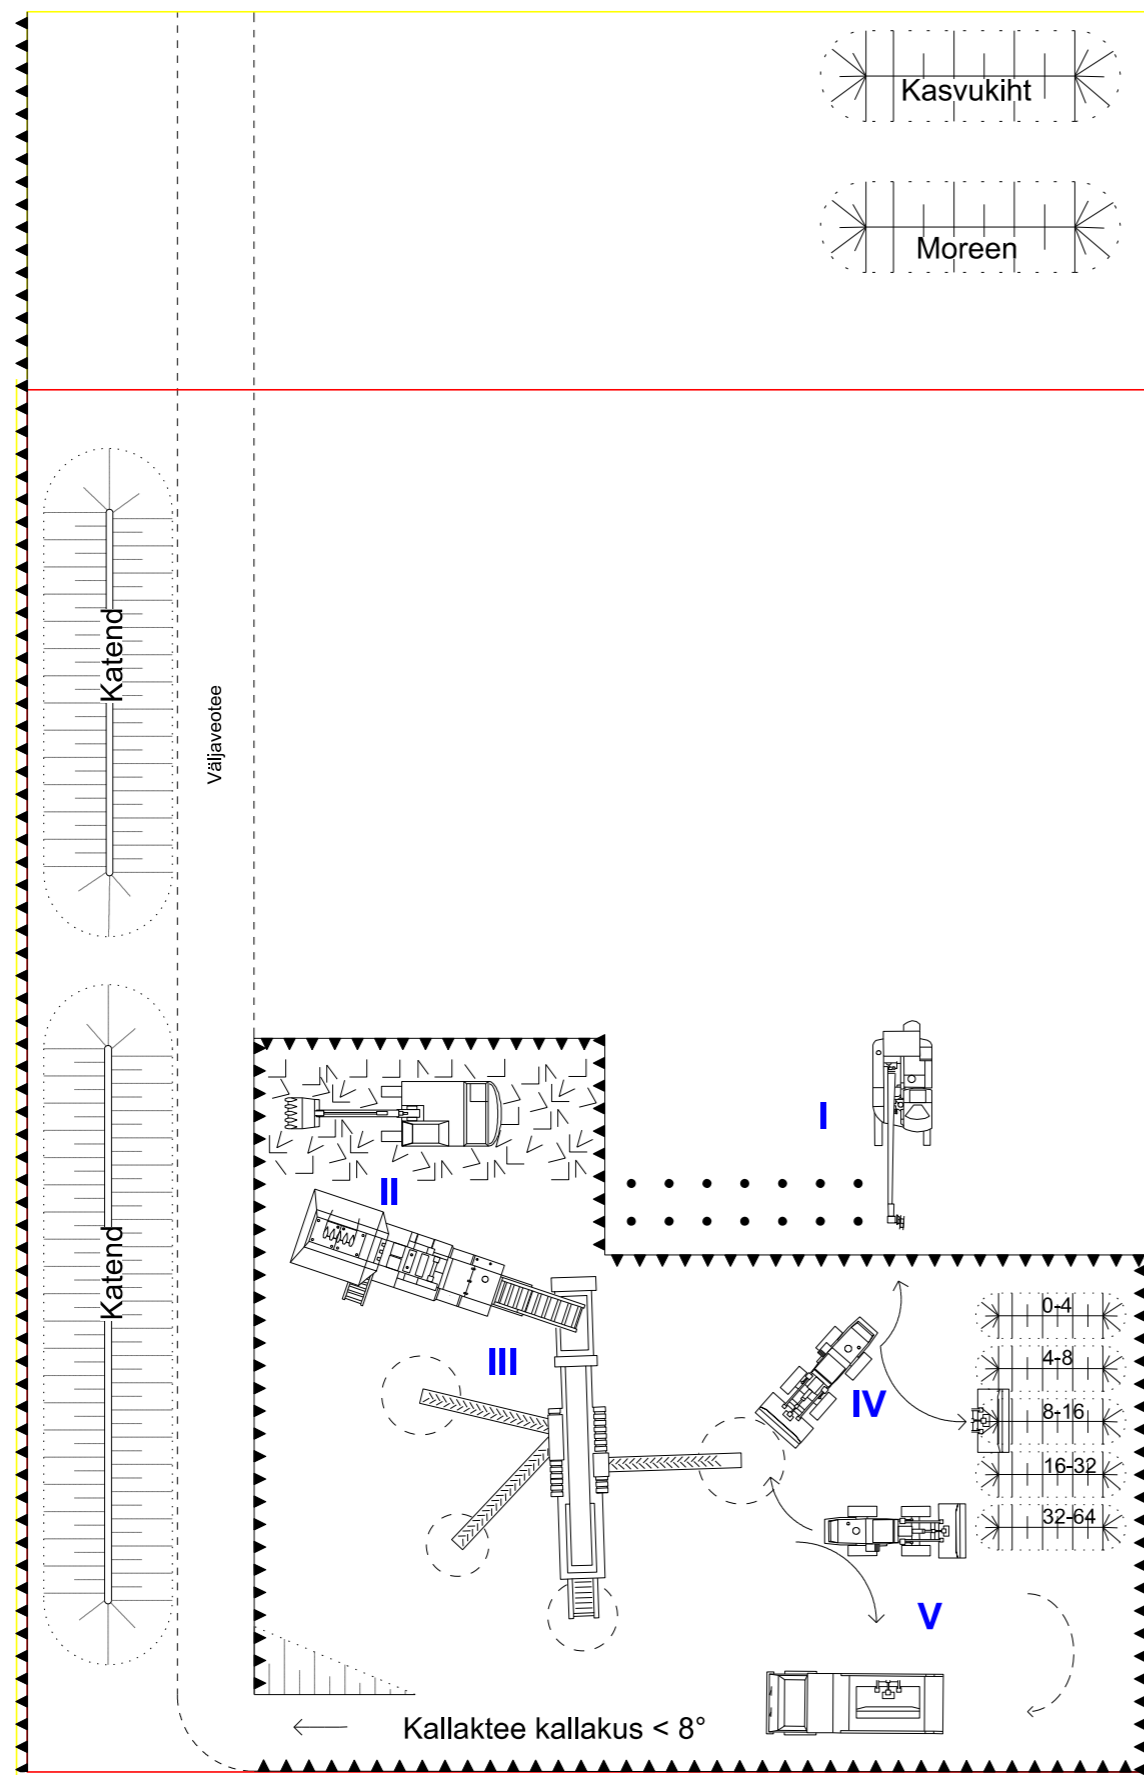 Kasvukiht
Moreen
Katend
Väljaveotee
I
II
Katend
0-4
III
4-8
IV
8-16
16-32
32-64
V
Kallaktee kallakus < 8°